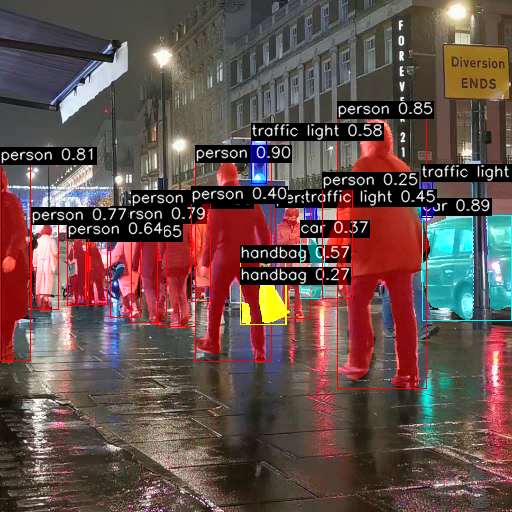 FOREVER 21
Diversion
ENDS
person 0.85
traffic light 0.58
person 0.81
person 0.90
person 0.25
traffic light
person
person 0.40
traffic light 0.45
car 0.89
person 0.77
rson 0.79
person 0.64
65
car 0.37
handbag 0.57
handbag 0.27